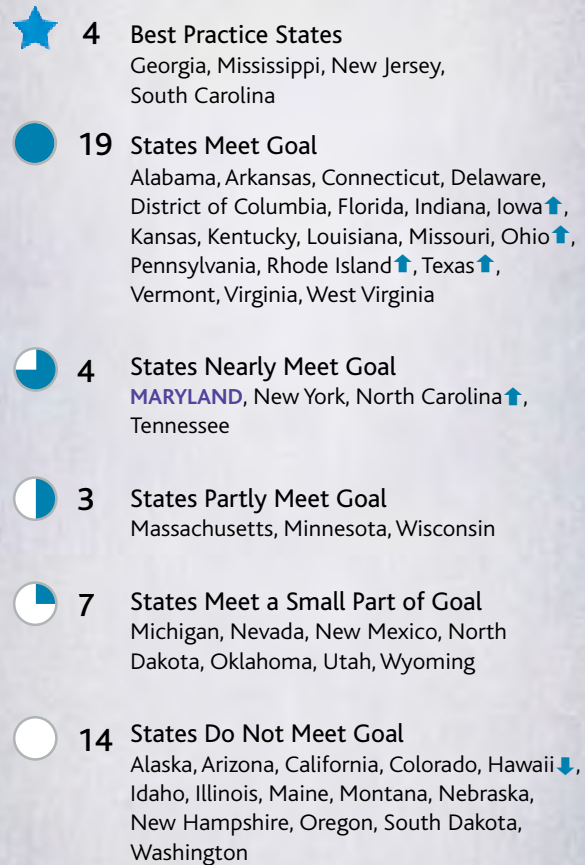 4 Best Practice States
Georgia, Mississippi, New Jersey,
South Carolina
19 States Meet Goal
Alabama, Arkansas, Connecticut, Delaware,
District of Columbia, Florida, Indiana, Iowa⬆,
Kansas, Kentucky, Louisiana, Missouri, Ohio⬆,
Pennsylvania, Rhode Island⬆, Texas⬆,
Vermont, Virginia, West Virginia
4 States Nearly Meet Goal
MARYLAND, New York, North Carolina⬆,
Tennessee
3 States Partly Meet Goal
Massachusetts, Minnesota, Wisconsin
7 States Meet a Small Part of Goal
Michigan, Nevada, New Mexico, North
Dakota, Oklahoma, Utah, Wyoming
14 States Do Not Meet Goal
Alaska, Arizona, California, Colorado, Hawaii⬇,
Idaho, Illinois, Maine, Montana, Nebraska,
New Hampshire, Oregon, South Dakota,
Washington